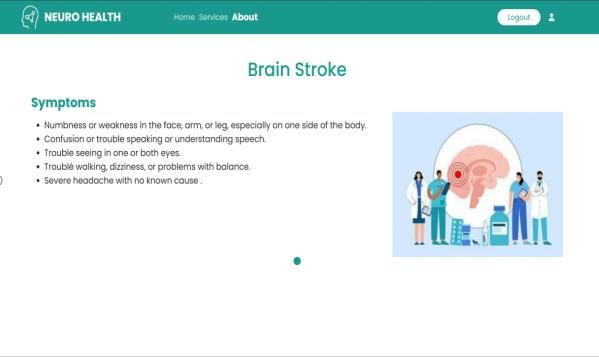 NEURO HEALTH
Home Services About
Logout
Brain Stroke
Symptoms
• Numbness or weakness in the face, arm, or leg, especially on one side of the body.
• Confusion or trouble speaking or understanding speech.
• Trouble seeing in one or both eyes.
• Trouble walking, dizziness, or problems with balance.
• Severe headache with no known cause .